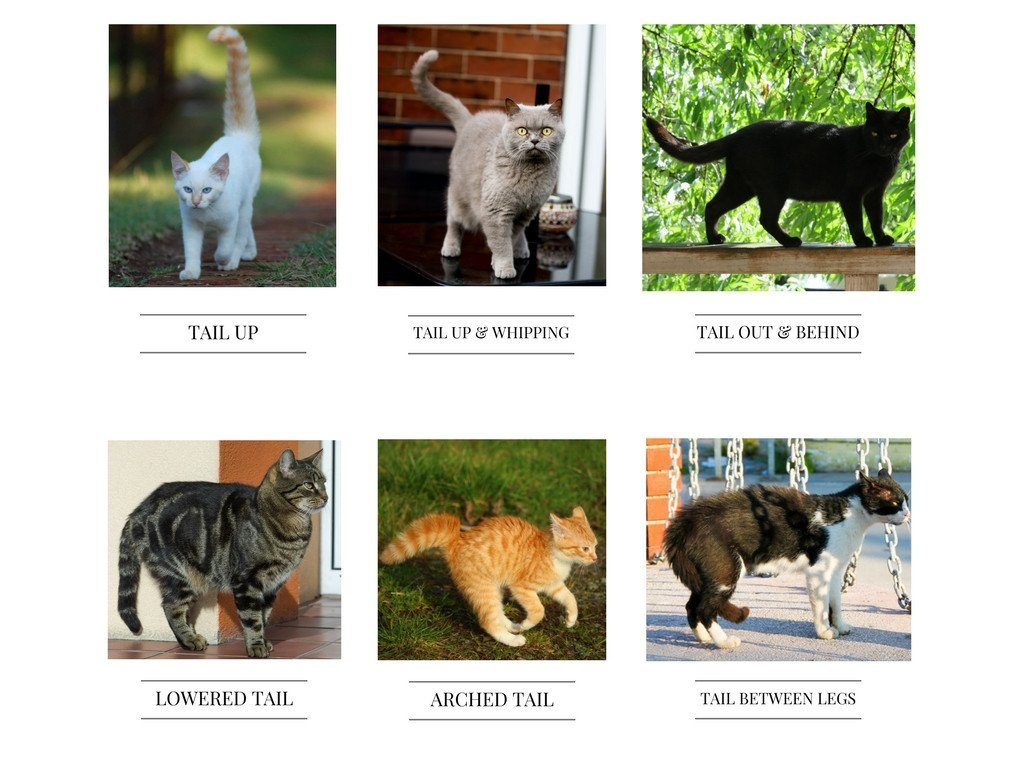 TAIL UP
TAIL UP & WHIPPING
TAIL OUT & BEHIND
LOWERED TAIL
ARCHED TAIL
TAIL BETWEEN LEGS